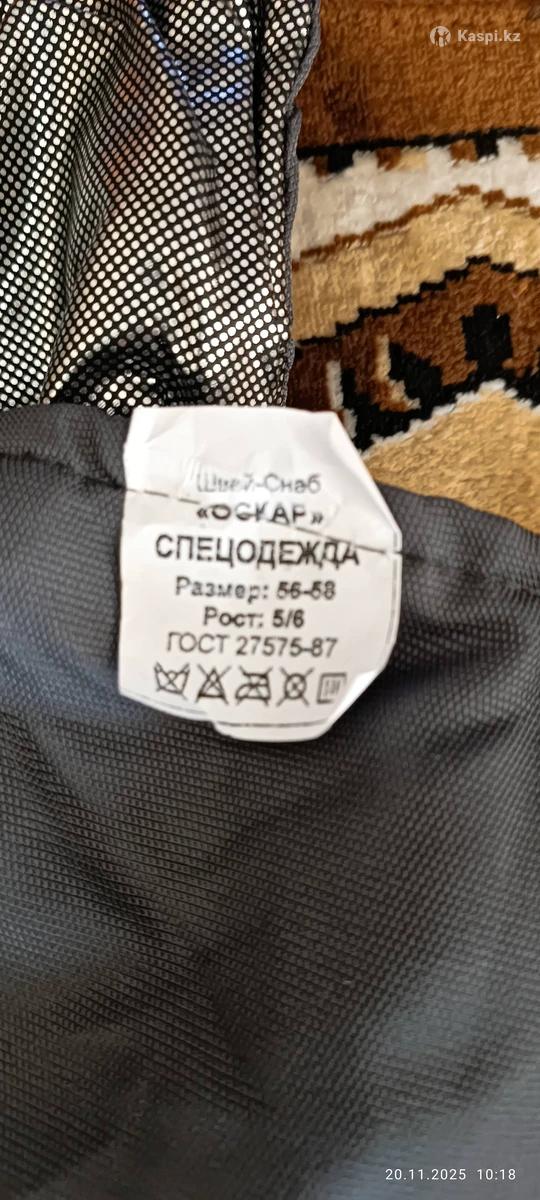 Kaspi.kz
Швей-Снаб
«ОСКАР»
СПЕЦОДЕЖДА
Размер: 56-58
Рост: 5/6
ГОСТ 27575-87
20.11.2025 10:18